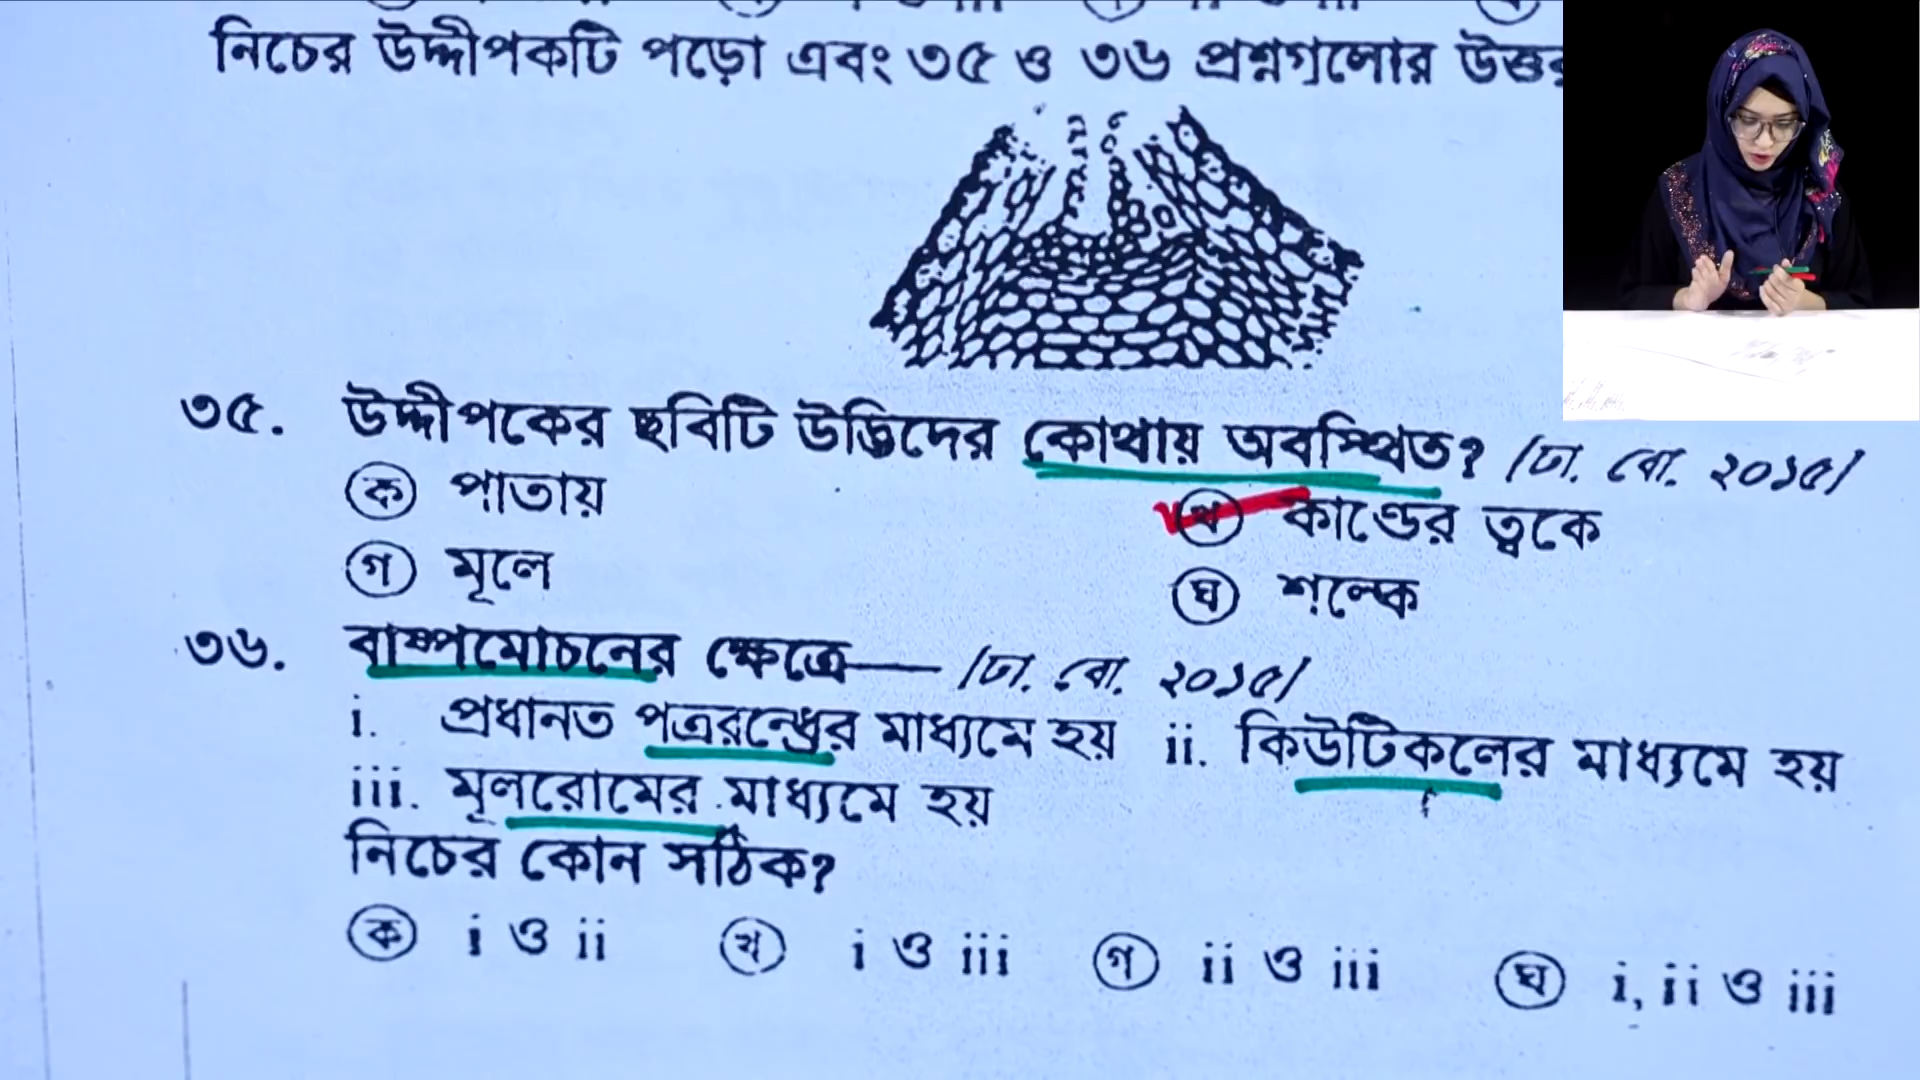 নিচের উদ্দীপকটি পড়ো এবং ৩৫ ও ৩৬ প্রশ্নগুলোর উত্তর
৩৫. উদ্দীপকের ছবিটি উদ্ভিদের কোথায় অবস্থিত? [ঢা. বো. ২০১৫]
ক পাতায় খ কাণ্ডের ত্বকে
গ মূলে ঘ শল্কে
৩৬. বাষ্পমোচনের ক্ষেত্রে— [ঢা. বো. ২০১৫]
i. প্রধানত পত্ররন্ধ্রের মাধ্যমে হয় ii. কিউটিকলের মাধ্যমে হয়
iii. মূলরোমের মাধ্যমে হয়
নিচের কোন সঠিক?
ক i ও ii খ i ও iii গ ii ও iii ঘ i, ii ও iii